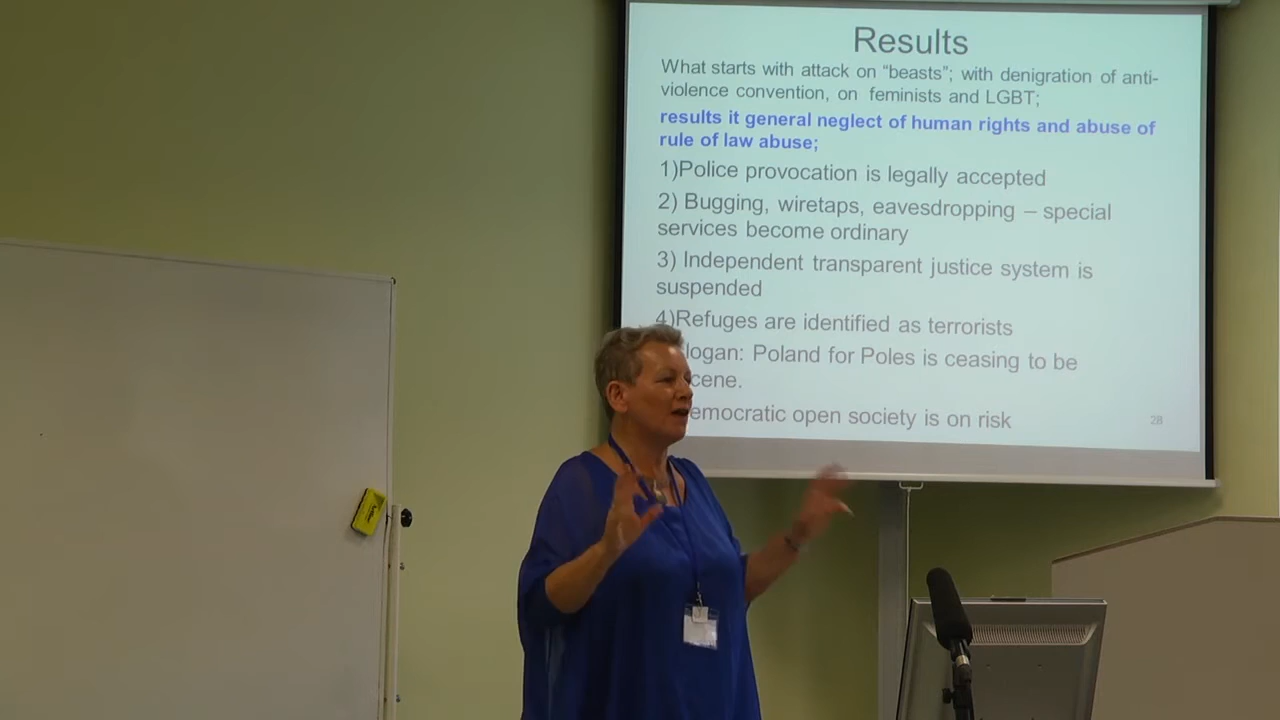 Results
What starts with attack on “beasts”; with denigration of anti-
violence convention, on feminists and LGBT;
results it general neglect of human rights and abuse of
rule of law abuse;
1)Police provocation is legally accepted
2) Bugging, wiretaps, eavesdropping – special
services become ordinary
3) Independent transparent justice system is
suspended
4)Refuges are identified as terrorists
logan: Poland for Poles is ceasing to be
cene.
emocratic open society is on risk
28